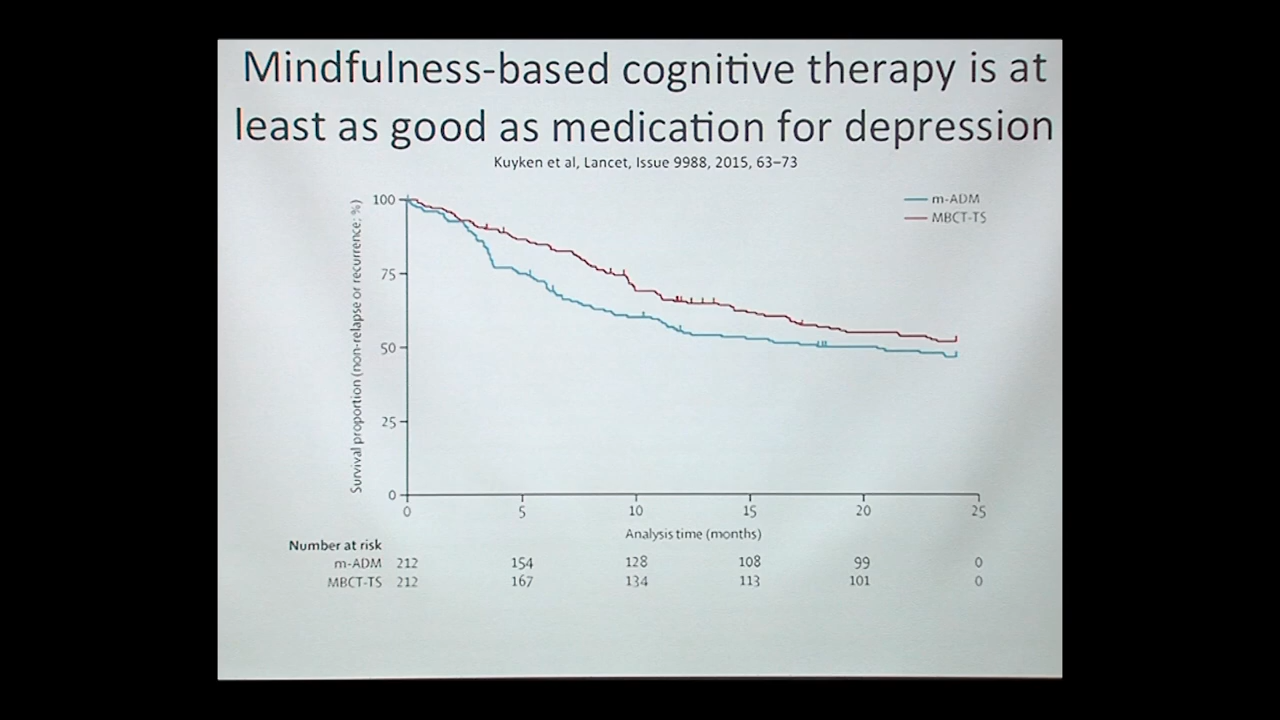 Mindfulness-based cognitive therapy is at
least as good as medication for depression
Kuyken et al, Lancet, Issue 9988, 2015, 63–73
Survival proportion (non-relapse or recurrence; %)
100
75
50
25
0
m-ADM
MBCT-TS
0 5 10 15 20 25
Analysis time (months)
Number at risk
m-ADM 212 154 128 108 99 0
MBCT-TS 212 167 134 113 101 0